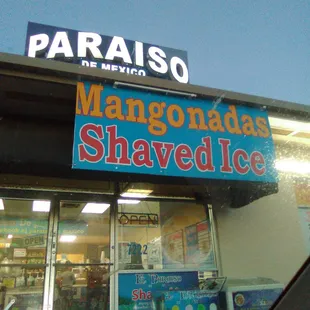 PARAISO
DE MEXICO
Mangonadas
Shaved Ice
OPEN